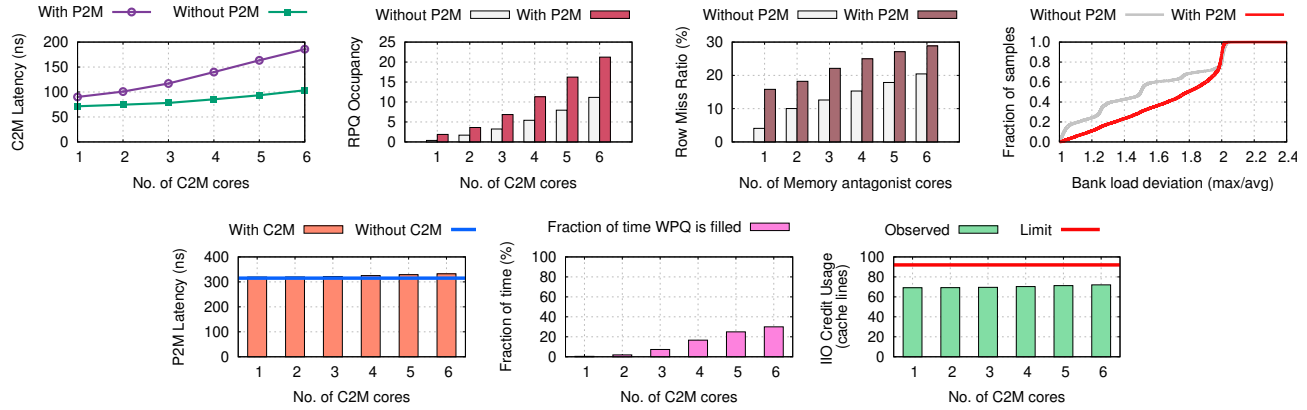 With P2M Without P2M
C2M Latency (ns)
200
150
100
50
0
1 2 3 4 5 6
No. of C2M cores
Without P2M With P2M
RPQ Occupancy
25
20
15
10
5
0
1 2 3 4 5 6
No. of C2M cores
Without P2M With P2M
Row Miss Ratio (%)
30
20
10
0
1 2 3 4 5 6
No. of Memory antagonist cores
Without P2M With P2M
Fraction of samples
1.0
0.8
0.6
0.4
0.2
0.0
1 1.2 1.4 1.6 1.8 2 2.2 2.4
Bank load deviation (max/avg)
With C2M Without C2M
P2M Latency (ns)
400
300
200
100
0
1 2 3 4 5 6
No. of C2M cores
Fraction of time WPQ is filled
Fraction of time (%)
100
80
60
40
20
0
1 2 3 4 5 6
No. of C2M cores
Observed Limit
IIO Credit Usage
(cache lines)
100
80
60
40
20
0
1 2 3 4 5 6
No. of C2M cores